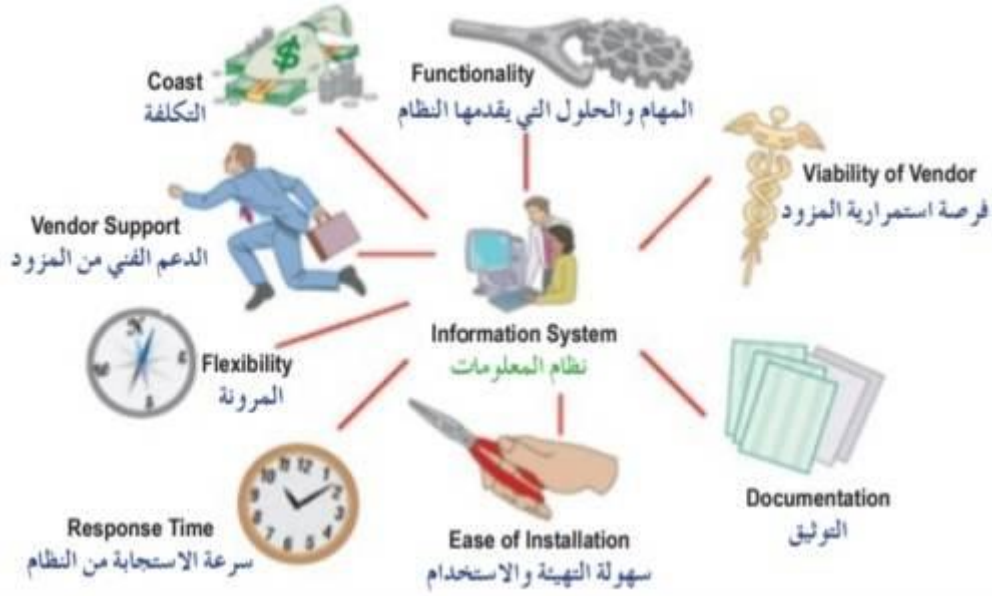 Coast
التكلفة
Functionality
المهام والحلول التي يقدمها النظام
Viability of Vendor
فرصة استمرارية المزود
Vendor Support
الدعم الفني من المزود
Information System
نظام المعلومات
Flexibility
المرونة
Documentation
التوثيق
Response Time
سرعة الاستجابة من النظام
Ease of Installation
سهولة التهيئة والاستخدام